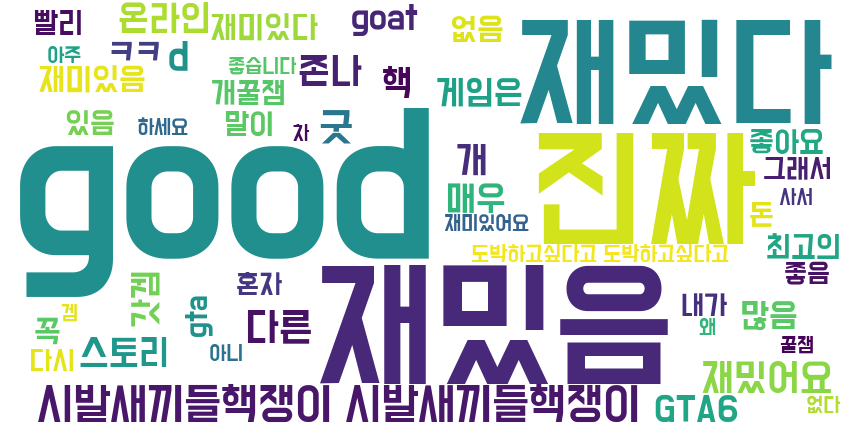 빨리
온라인
재미있다
goat
없음
재밌다
아주
ㅋㅋ
d
좋습니다
존나
핵
재미있음
개꿀잼
게임은
있음
하세요
말이
차
굿
good
진짜
좋아요
개
그래서
매우
사서
재미있어요
돈
도박하고싶다고 도박하고싶다고
최고의
좋음
재밌음
갓겜
혼자
내가
겜
gta
다른
왜
많음
꼭
다시
스토리
아니
꿀잼
재밌어요
시발새끼들핵쟁이 시발새끼들핵쟁이
GTA6
없다